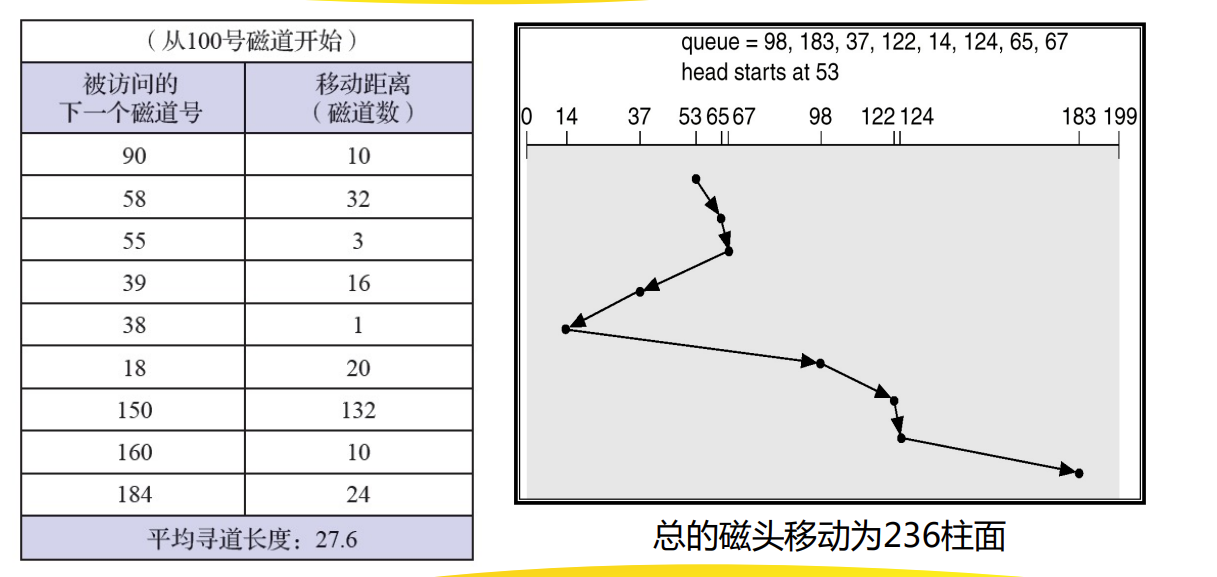 （从100号磁道开始）
被访问的
下一个磁道号
移动距离
（磁道数）
90 10
58 32
55 3
39 16
38 1
18 20
150 132
160 10
184 24
平均寻道长度：27.6
queue = 98, 183, 37, 122, 14, 124, 65, 67
head starts at 53
0 14 37 53 65 67 98 122 124 183 199
总的磁头移动为236柱面